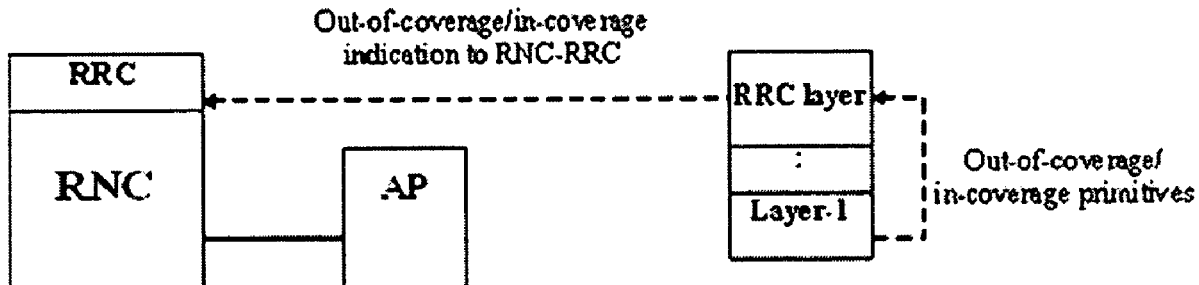 Out-of-coverage/in-coverage
indication to RNC-RRC
RRC
RRC layer
:
Out-of-coverage/
in-coverage primitives
RNC
AP
Layer-1